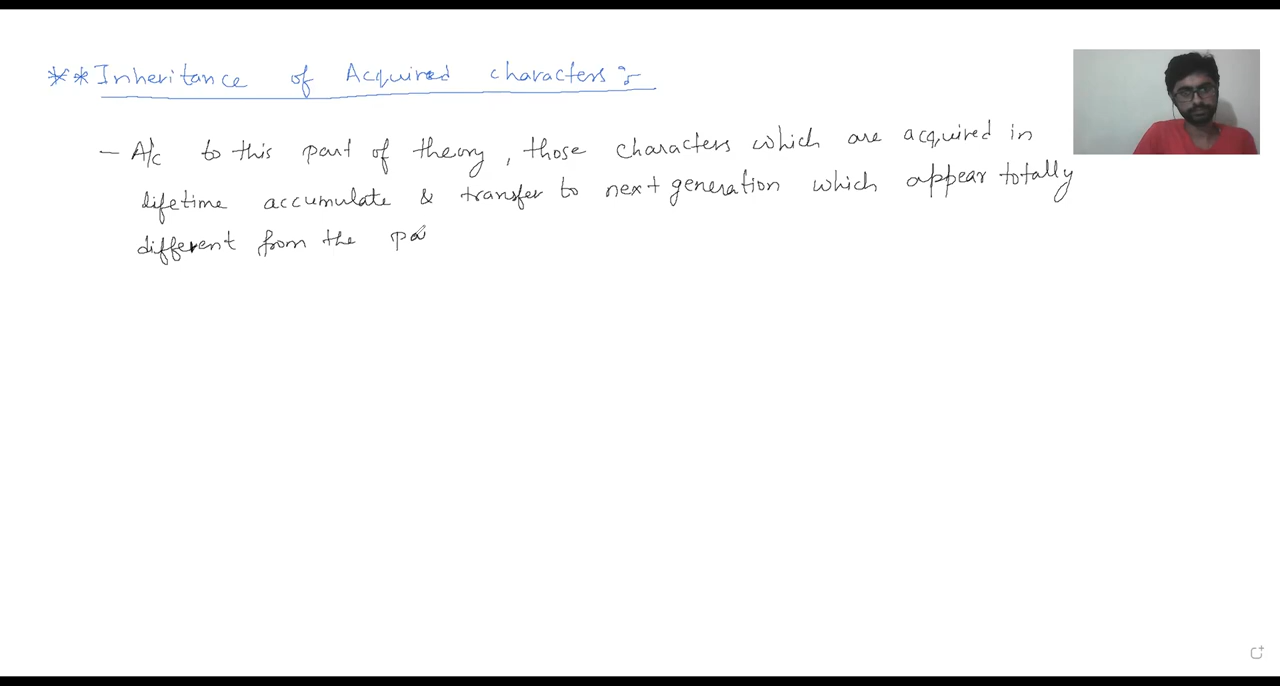 **Inheritance of Acquired characters :-
- A/c to this part of theory, those characters which are acquired in
lifetime accumulate & transfer to next generation which appear totally
different from the pa